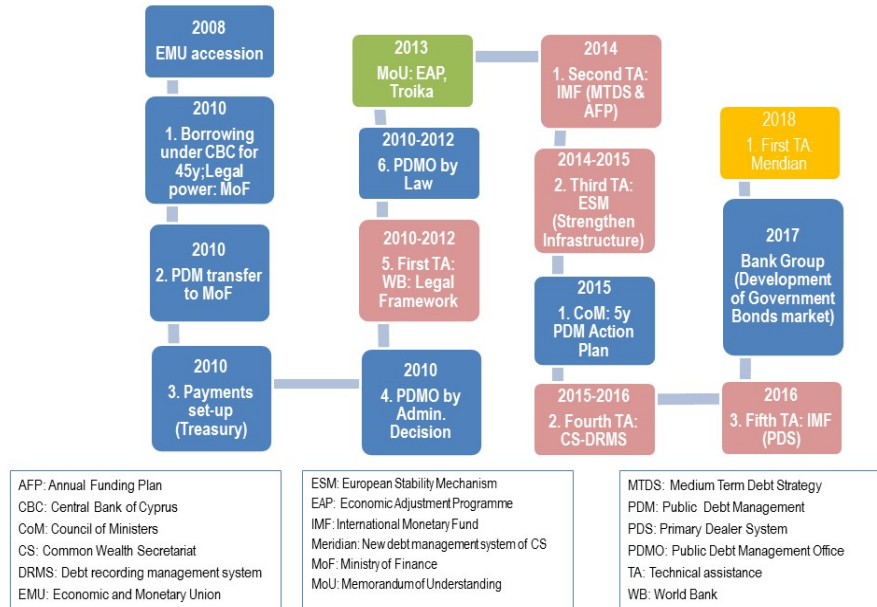 2008
EMU accession
2010
1. Borrowing
under CBC for
45y;Legal
power: MoF
2010
2. PDM transfer
to MoF
2010
3. Payments
set-up
(Treasury)
2010
4. PDMO by
Admin.
Decision
2010-2012
5. First TA:
WB: Legal
Framework
2010-2012
6. PDMO by
Law
2013
MoU: EAP,
Troika
2014
1. Second TA:
IMF (MTDS &
AFP)
2014-2015
2. Third TA:
ESM
(Strengthen
Infrastructure)
2015
1. CoM: 5y
PDM Action
Plan
2015-2016
2. Fourth TA:
CS-DRMS
2016
3. Fifth TA: IMF
(PDS)
2017
Bank Group
(Development
of Government
Bonds market)
2018
1. First TA:
Meridian
AFP: Annual Funding Plan
CBC: Central Bank of Cyprus
CoM: Council of Ministers
CS: Common Wealth Secretariat
DRMS: Debt recording management system
EMU: Economic and Monetary Union
ESM: European Stability Mechanism
EAP: Economic Adjustment Programme
IMF: International Monetary Fund
Meridian: New debt management system of CS
MoF: Ministry of Finance
MoU: Memorandum of Understanding
MTDS: Medium Term Debt Strategy
PDM: Public Debt Management
PDS: Primary Dealer System
PDMO: Public Debt Management Office
TA: Technical assistance
WB: World Bank